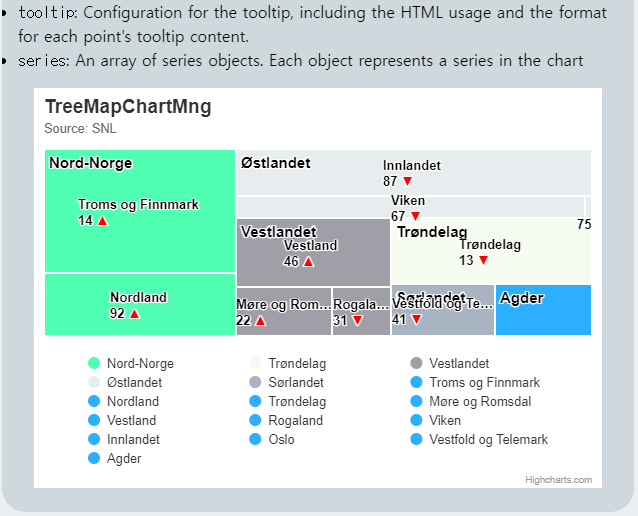 • tooltip: Configuration for the tooltip, including the HTML usage and the format
for each point's tooltip content.
• series: An array of series objects. Each object represents a series in the chart
TreeMapChartMng
Source: SNL
Nord-Norge
Troms og Finnmark
14 ▲
Nordland
92 ▲
Østlandet
Innlandet
87 ▼
Viken
67 ▼
75
Vestlandet
Vestland
46 ▲
Møre og Rom...
22 ▲
Rogala...
31 ▼
Trøndelag
Trøndelag
13 ▼
Sørlandet
Vestfold og Te...
41 ▼
Agder
Nord-Norge
Trøndelag
Vestlandet
Østlandet
Sørlandet
Troms og Finnmark
Nordland
Trøndelag
Møre og Romsdal
Vestland
Rogaland
Viken
Innlandet
Oslo
Vestfold og Telemark
Agder
Highcharts.com